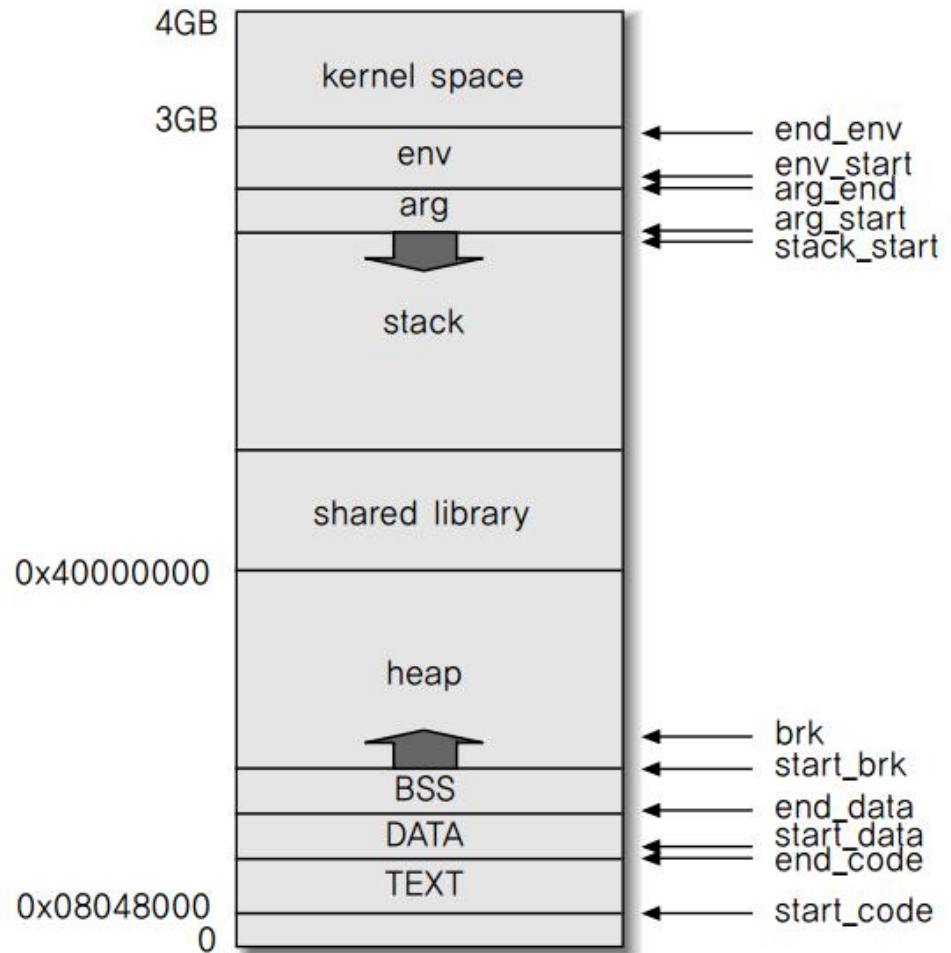 4GB
kernel space
3GB
end_env
env
env_start
arg_end
arg
arg_start
stack_start
stack
shared library
0x40000000
heap
brk
start_brk
BSS
end_data
DATA
start_data
end_code
TEXT
0x08048000
start_code
0